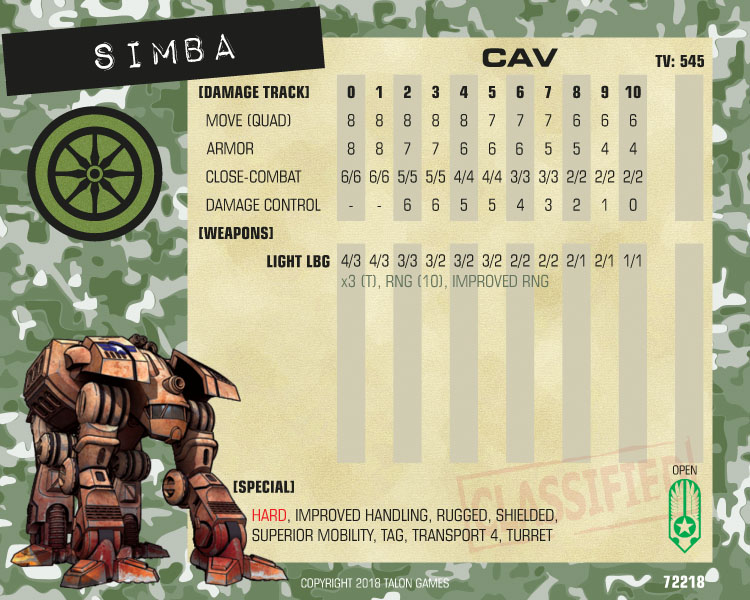 SIMBA
CAV
TV: 545
[DAMAGE TRACK] 0 1 2 3 4 5 6 7 8 9 10
MOVE (QUAD) 8 8 8 8 8 7 7 7 6 6 6
ARMOR 8 8 7 7 6 6 6 5 5 4 4
CLOSE-COMBAT 6/6 6/6 5/5 5/5 4/4 4/4 3/3 3/3 2/2 2/2 2/2
DAMAGE CONTROL - - 6 6 5 5 4 3 2 1 0
[WEAPONS]
LIGHT LBG 4/3 4/3 3/3 3/2 3/2 3/2 2/2 2/2 2/1 2/1 1/1
x3 (T), RNG (10), IMPROVED RNG
CLASSIFIED
OPEN
[SPECIAL]
HARD, IMPROVED HANDLING, RUGGED, SHIELDED,
SUPERIOR MOBILITY, TAG, TRANSPORT 4, TURRET
COPYRIGHT 2018 TALON GAMES
72218